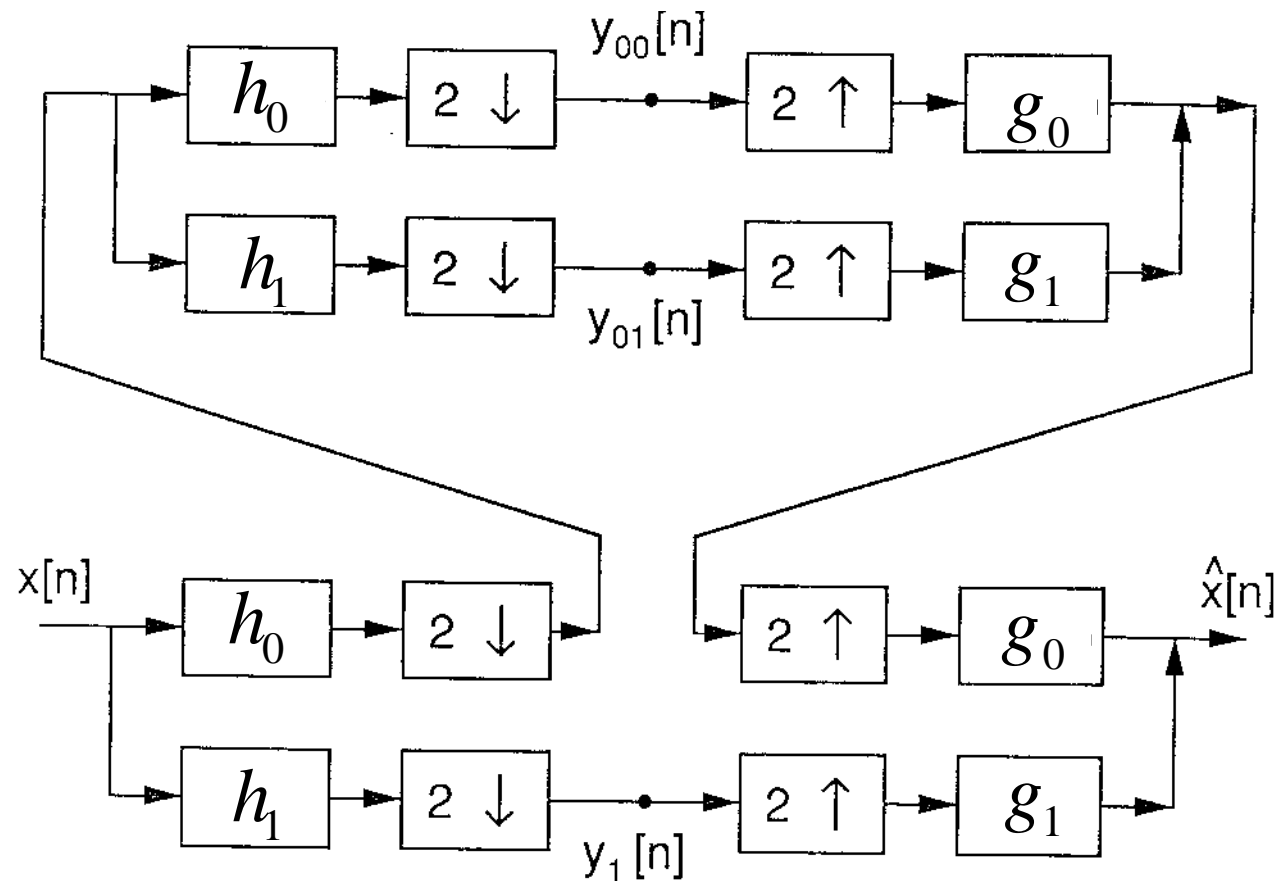 y00[n]
h0 2 ↓ 2 ↑ g0
h1 2 ↓ 2 ↑ g1
y01[n]
x[n] x̂[n]
h0 2 ↓ 2 ↑ g0
h1 2 ↓ 2 ↑ g1
y1[n]